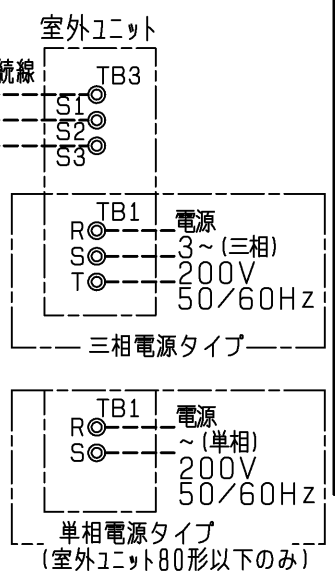 室外ユニット
続線
TB3
S1
S2
S3
TB1
R
S
T
電源
3~(三相)
200V
50/60Hz
三相電源タイプ
TB1
R
S
電源
~(単相)
200V
50/60Hz
単相電源タイプ
(室外ユニット80形以下のみ)